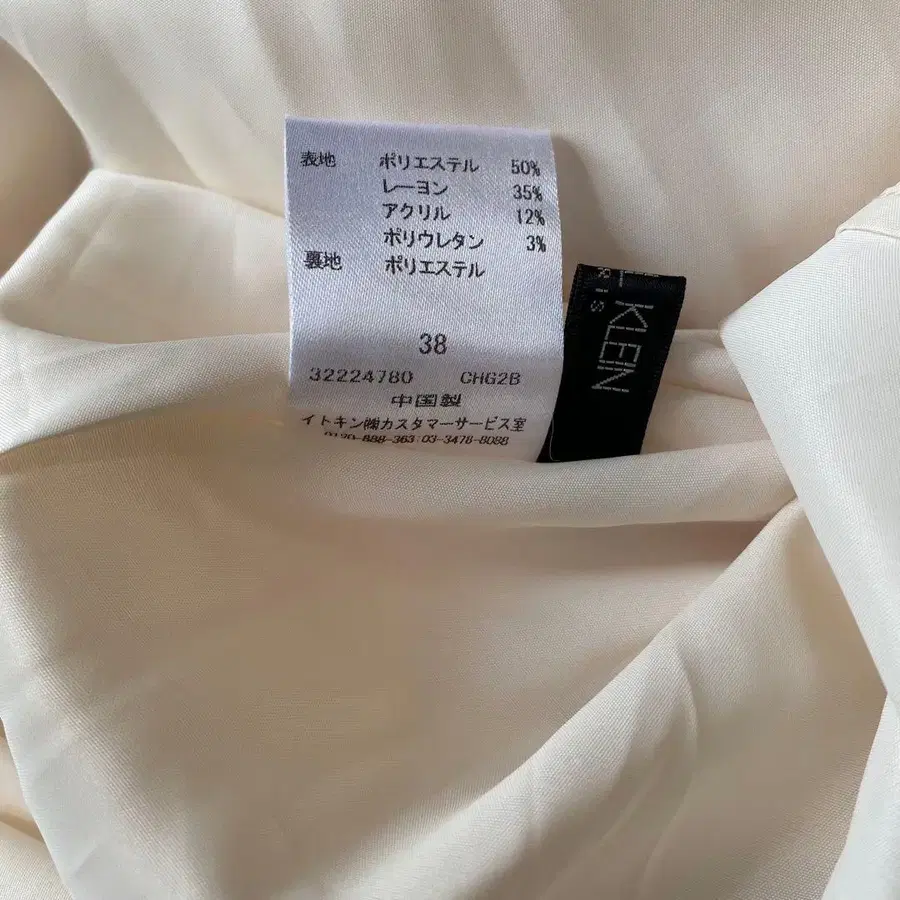 表地 ポリエステル 50%
レーヨン 35%
アクリル 12%
ポリウレタン 3%
裏地 ポリエステル
38
32224780 CHG2B
中国製
イトキン㈱カスタマーサービス室
0120-888-363:03-3478-8088
KLEIN